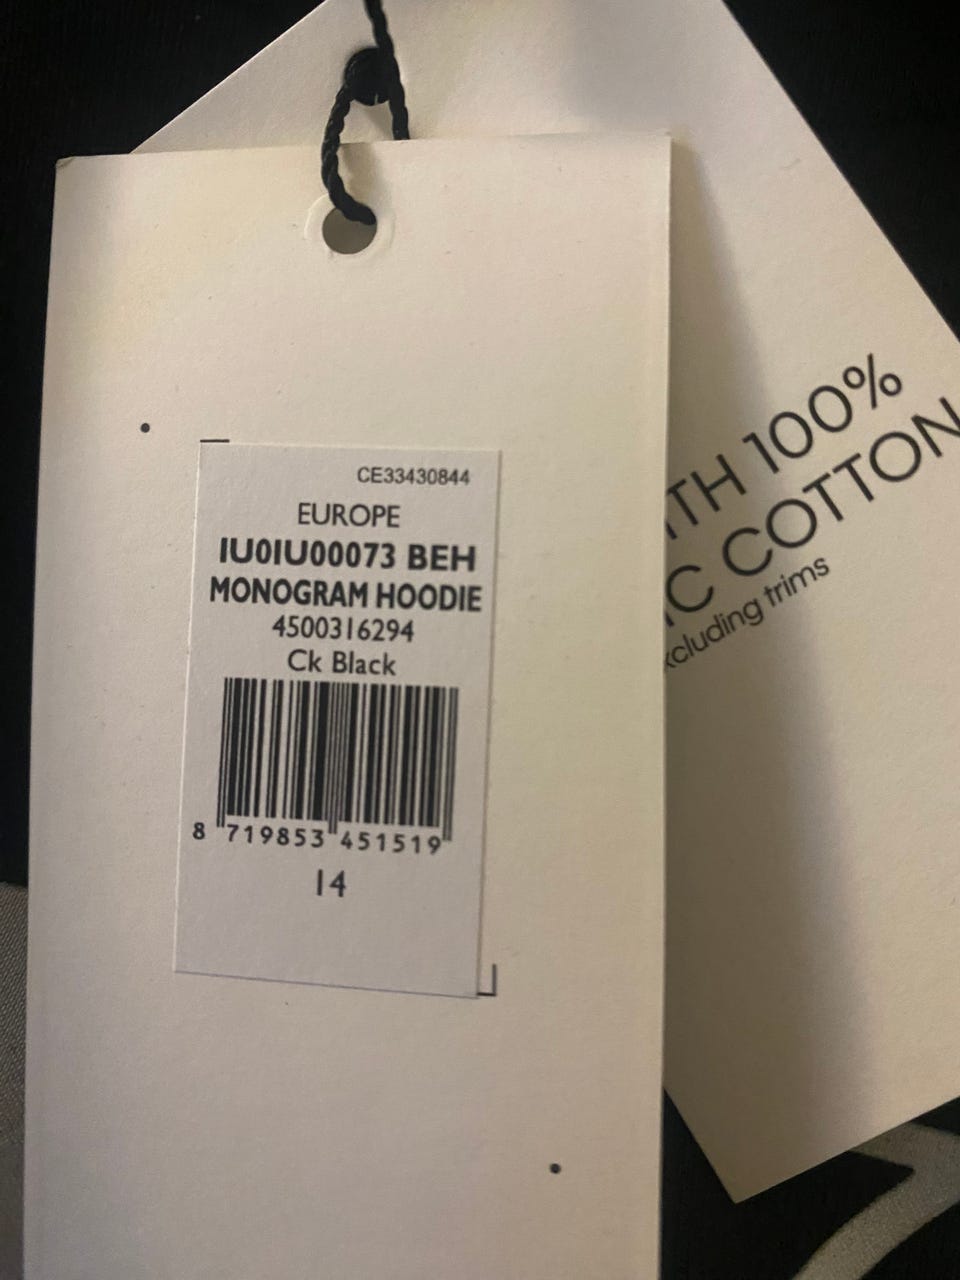 CE33430844
EUROPE
IU0IU00073 BEH
MONOGRAM HOODIE
4500316294
Ck Black
8 719853 451519
14
TH 100%
C COTTON
xcluding trims